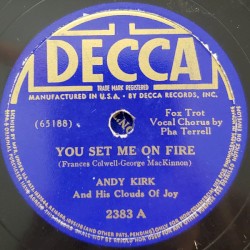 DECCA
TRADE MARK REGISTERED
MANUFACTURED IN U.S.A. • BY DECCA RECORDS, INC.
(65188)
Fox Trot
Vocal Chorus by
Pha Terrell
YOU SET ME ON FIRE
(Frances Colwell-George MacKinnon)
ANDY KIRK
And His Clouds Of Joy
2383 A